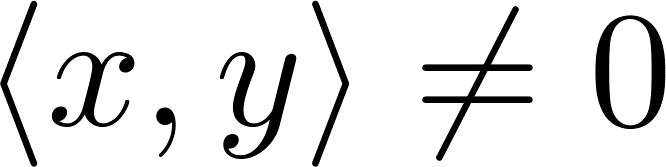 ⟨x, y⟩ ≠ 0